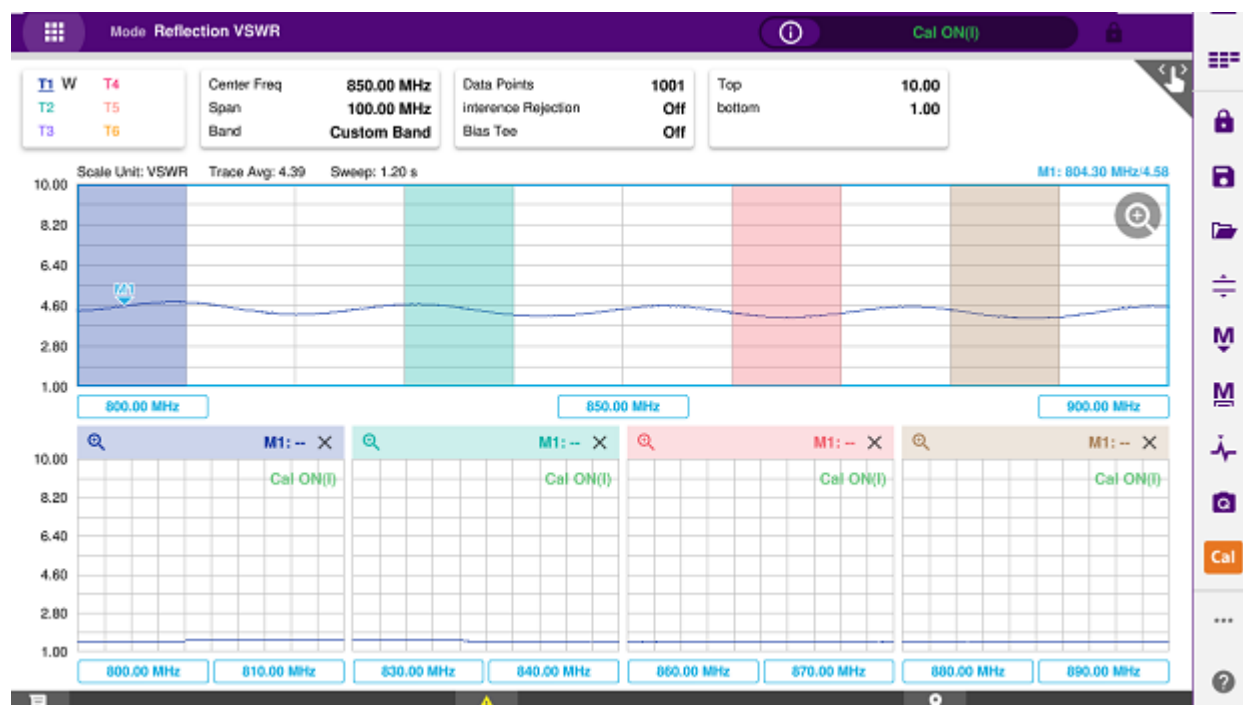 Mode Reflection VSWR
Cal ON(I)
T1 W T4
T2 T5
T3 T6
Center Freq 850.00 MHz
Span 100.00 MHz
Band Custom Band
Data Points 1001
interence Rejection Off
Bias Tee Off
Top 10.00
bottom 1.00
Scale Unit: VSWR Trace Avg: 4.39 Sweep: 1.20 s M1: 804.30 MHz/4.58
10.00
8.20
6.40
M1
4.60
2.80
1.00
800.00 MHz 850.00 MHz 900.00 MHz
M1: -- M1: -- M1: -- M1: --
10.00
Cal ON(I) Cal ON(I) Cal ON(I) Cal ON(I)
8.20
6.40
4.60
2.80
1.00
800.00 MHz 810.00 MHz 830.00 MHz 840.00 MHz 860.00 MHz 870.00 MHz 880.00 MHz 890.00 MHz
M
M
Cal